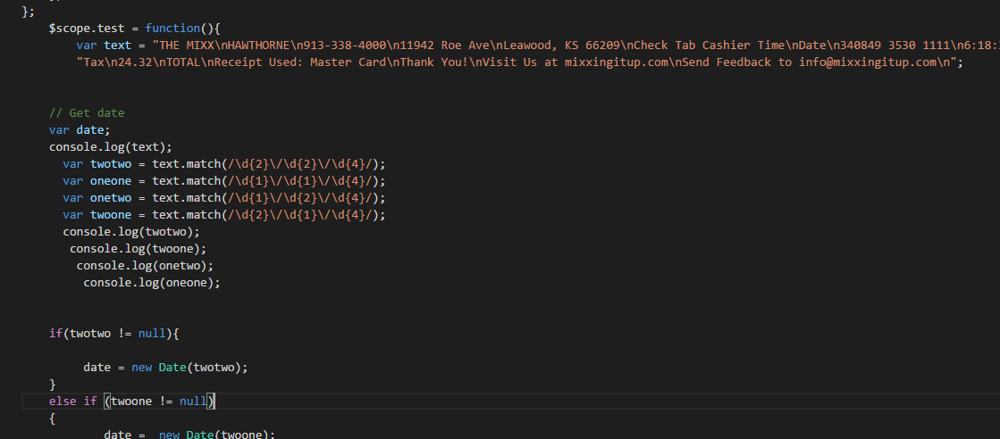 };
$scope.test = function(){
var text = "THE MIXX\nHAWTHORNE\n913-338-4000\n11942 Roe Ave\nLeawood, KS 66209\nCheck Tab Cashier Time\nDate\n340849 3530 1111\n6:18:
"Tax\n24.32\nTOTAL\nReceipt Used: Master Card\nThank You!\nVisit Us at mixxingitup.com\nSend Feedback to info@mixxingitup.com\n";
// Get date
var date;
console.log(text);
var twotwo = text.match(/\d{2}\/\d{2}\/\d{4}/);
var oneone = text.match(/\d{1}\/\d{1}\/\d{4}/);
var onetwo = text.match(/\d{1}\/\d{2}\/\d{4}/);
var twoone = text.match(/\d{2}\/\d{1}\/\d{4}/);
console.log(twotwo);
console.log(twoone);
console.log(onetwo);
console.log(oneone);
if(twotwo != null){
date = new Date(twotwo);
}
else if (twoone != null)
{
date = new Date(twoone);